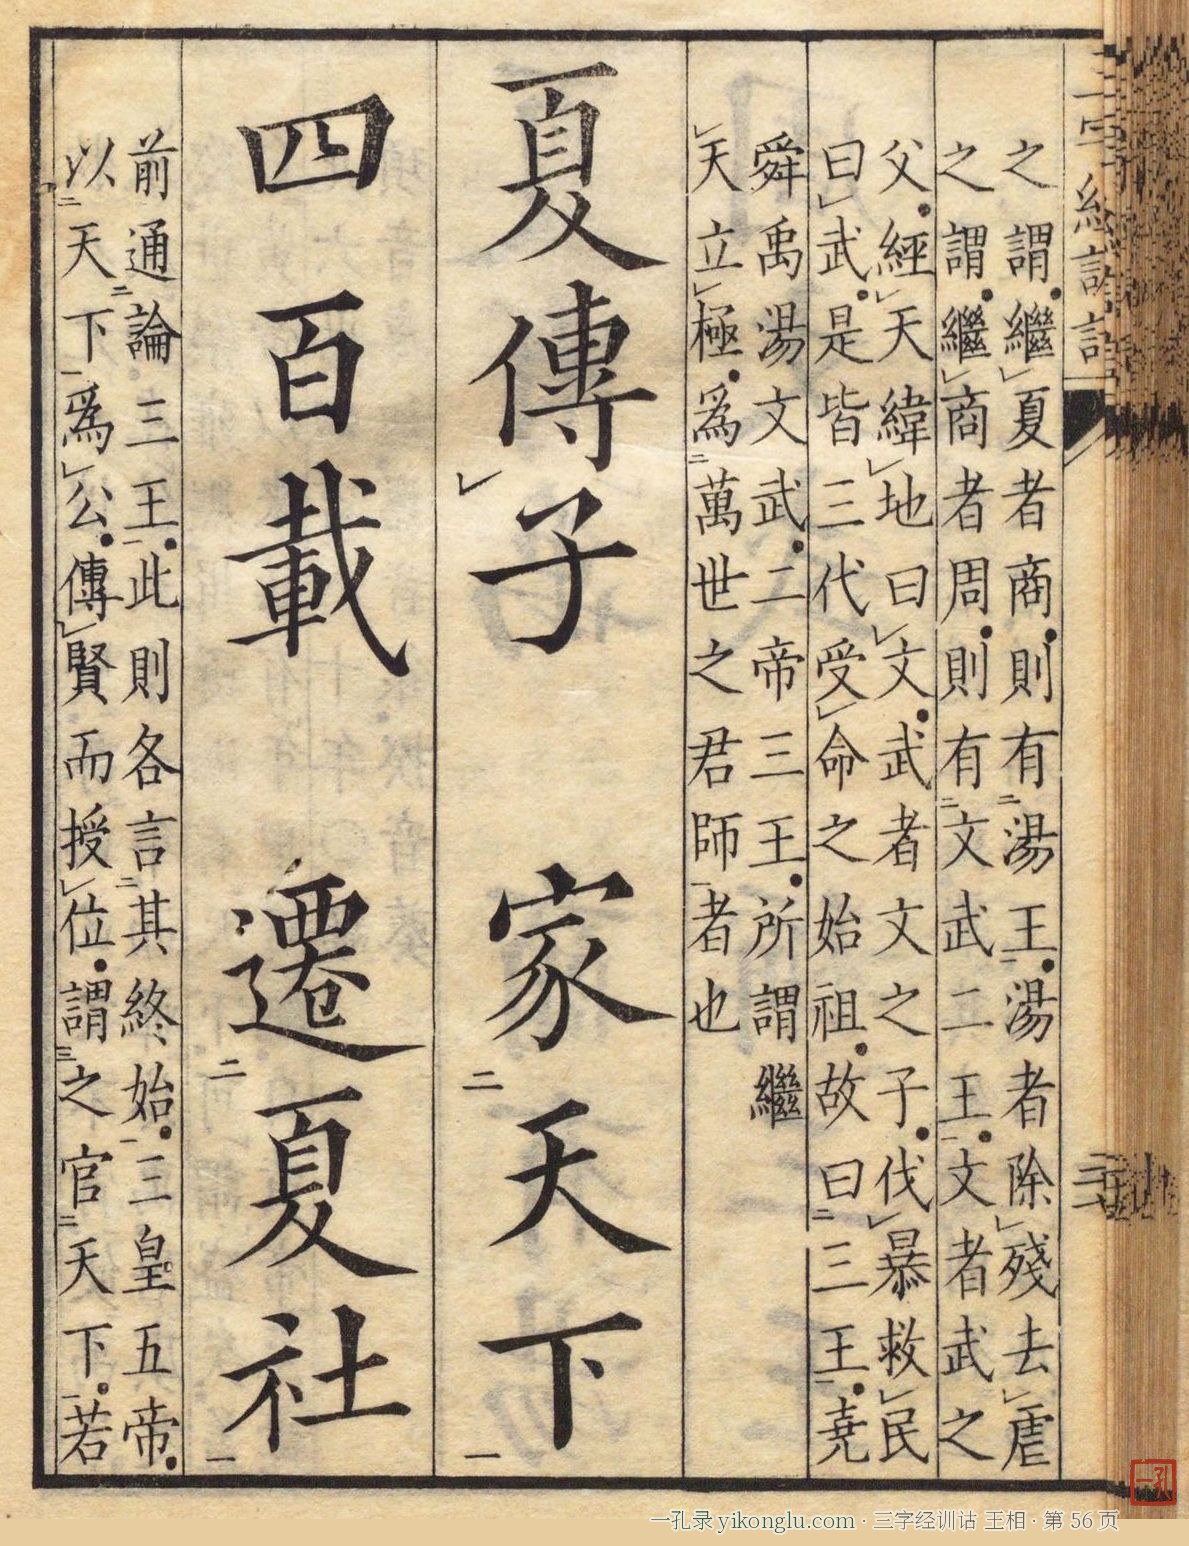 之謂繼夏者商則有湯王湯者除殘去虐
之謂繼商者周則有文武二王文者武之
父經天緯地曰文武者文之子伐暴救民
曰武是皆三代受命之始祖故曰三王堯
舜禹湯文武二帝三王所謂繼
天立極爲萬世之君師者也
夏傳子 家天下
四百載 遷夏社
前通論三王此則各言其終始三皇五帝
以天下爲公傳賢而授位謂之官天下若
一孔录 yikonglu.com · 三字经训诂 王相 · 第 56 页